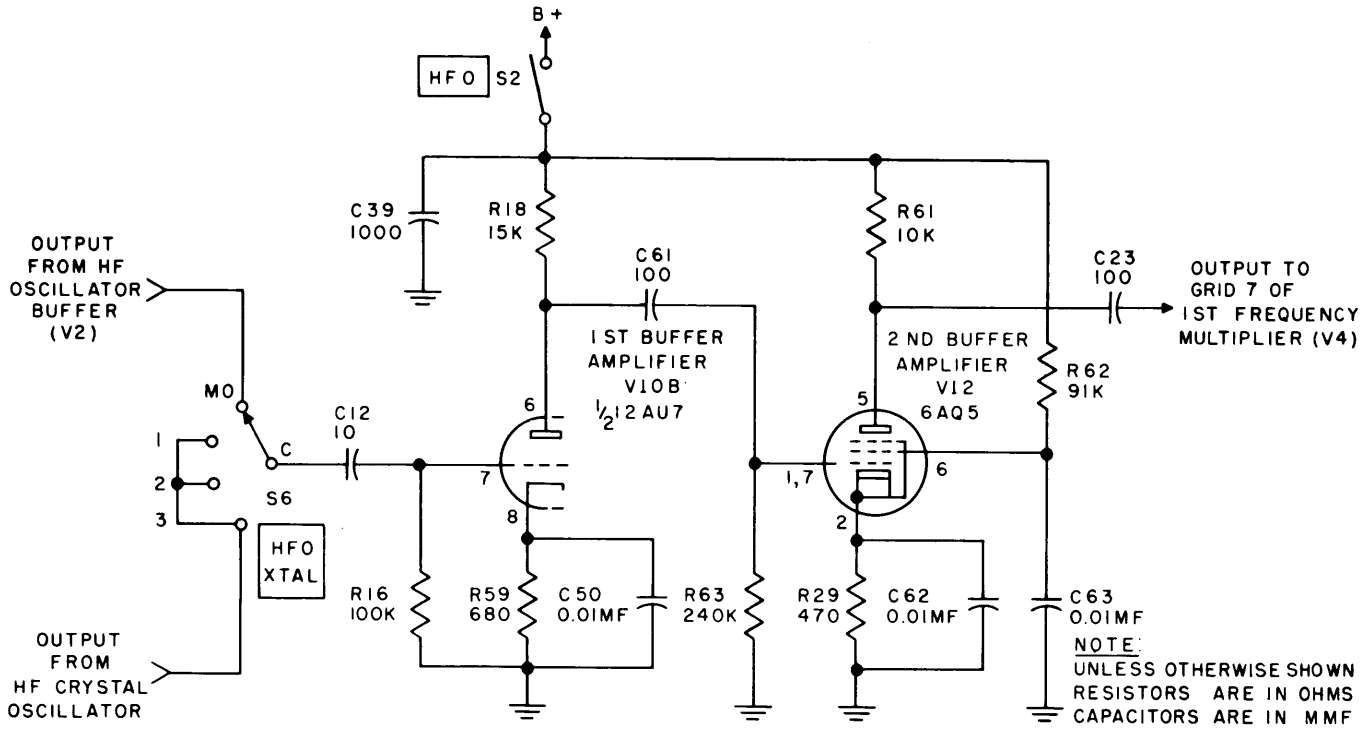 B+
HFO S2
C39
1000
R18
15K
R61
10K
C61
100
C23
100
OUTPUT
FROM HF
OSCILLATOR
BUFFER
(V2)
OUTPUT TO
GRID 7 OF
1ST FREQUENCY
MULTIPLIER (V4)
1ST BUFFER
AMPLIFIER
V10B
1/2 12AU7
2ND BUFFER
AMPLIFIER
V12
6AQ5
R62
91K
MO
C12
10
6
5
1
C
2
7
1,7
6
S6
3
8
2
HFO
XTAL
R16
100K
R59
680
C50
0.01MF
R63
240K
R29
470
C62
0.01MF
C63
0.01MF
OUTPUT
FROM
HF CRYSTAL
OSCILLATOR
NOTE:
UNLESS OTHERWISE SHOWN
RESISTORS ARE IN OHMS
CAPACITORS ARE IN MMF